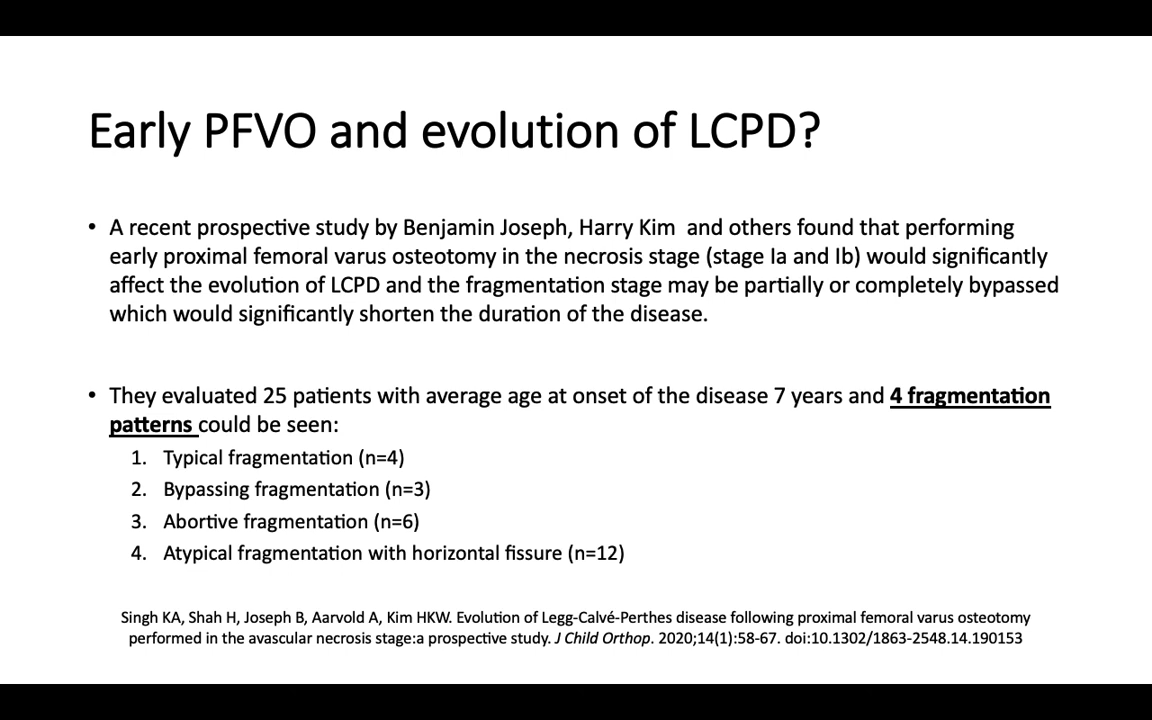 Early PFVO and evolution of LCPD?
• A recent prospective study by Benjamin Joseph, Harry Kim  and others found that performing
early proximal femoral varus osteotomy in the necrosis stage (stage Ia and Ib) would significantly
affect the evolution of LCPD and the fragmentation stage may be partially or completely bypassed
which would significantly shorten the duration of the disease.
• They evaluated 25 patients with average age at onset of the disease 7 years and 4 fragmentation
patterns could be seen:
1. Typical fragmentation (n=4)
2. Bypassing fragmentation (n=3)
3. Abortive fragmentation (n=6)
4. Atypical fragmentation with horizontal fissure (n=12)
Singh KA, Shah H, Joseph B, Aarvold A, Kim HKW. Evolution of Legg-Calvé-Perthes disease following proximal femoral varus osteotomy
performed in the avascular necrosis stage:a prospective study. J Child Orthop. 2020;14(1):58-67. doi:10.1302/1863-2548.14.190153